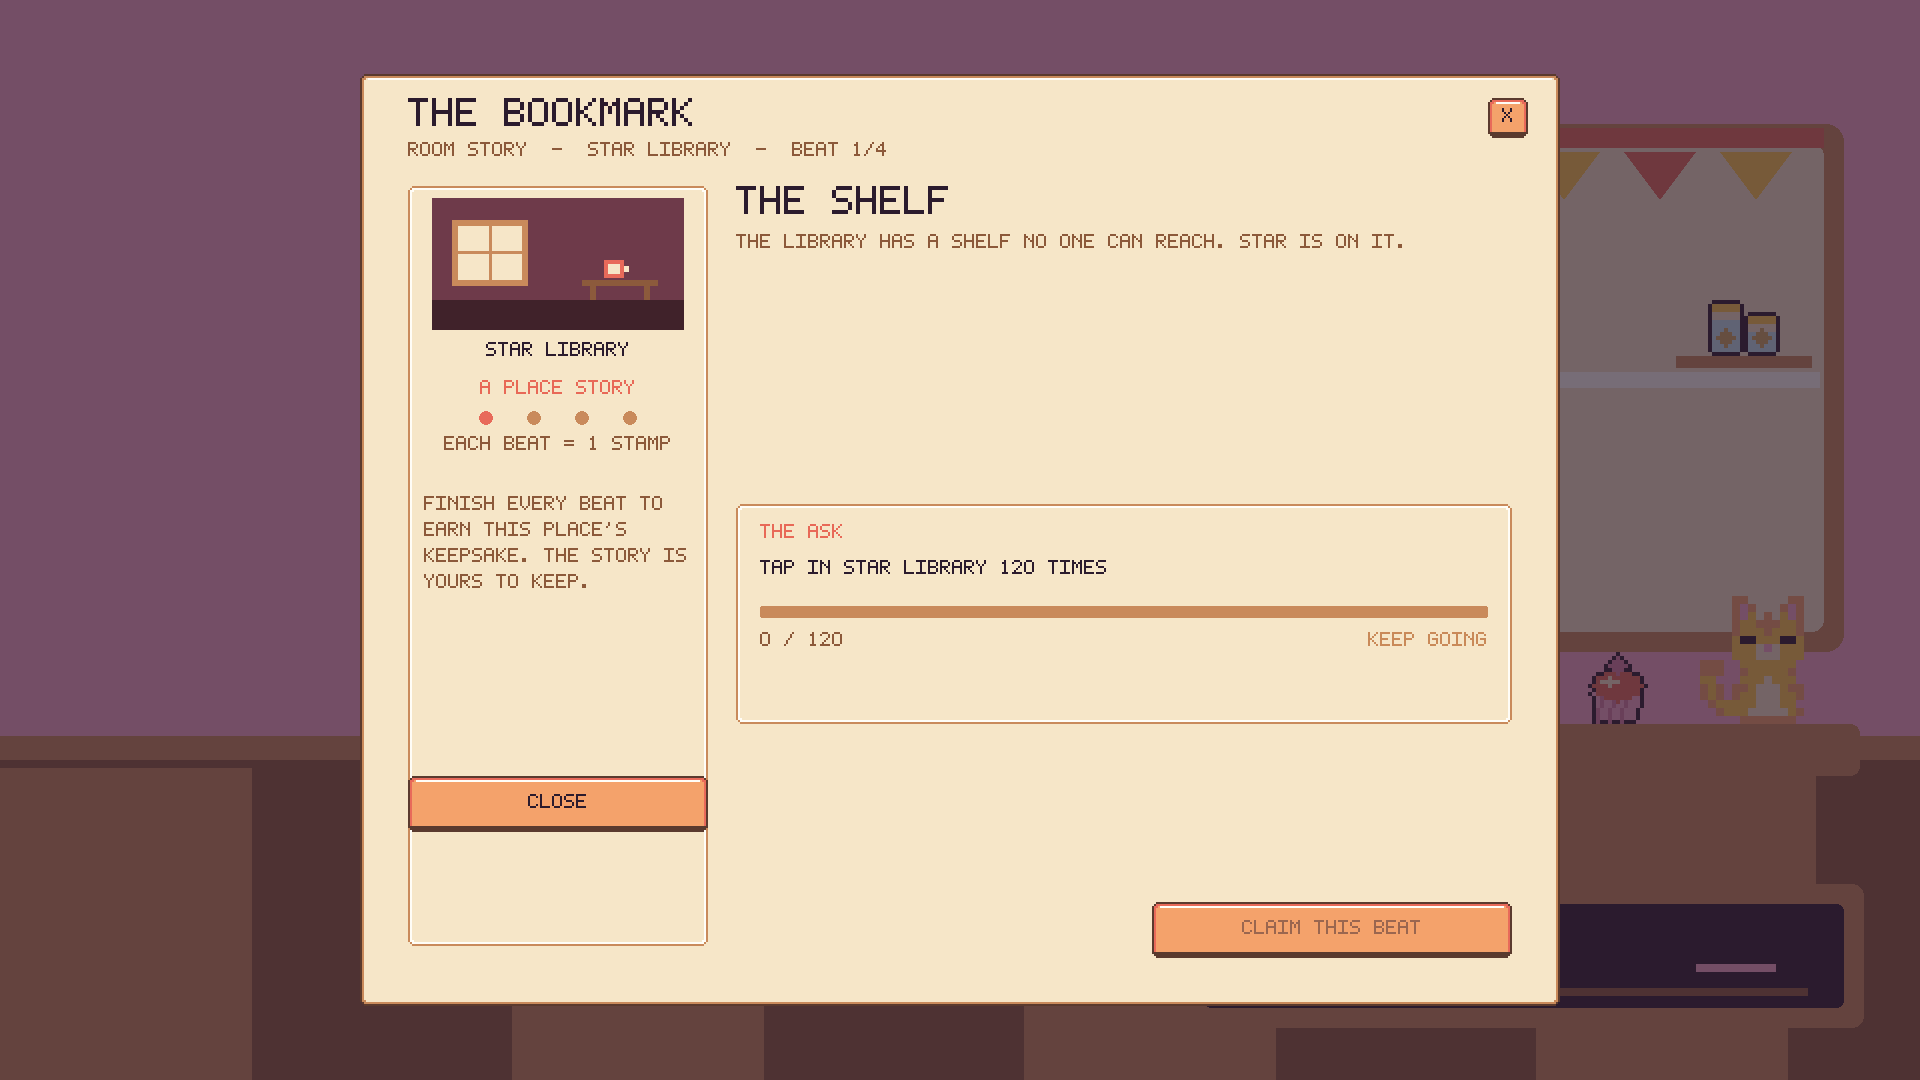 THE BOOKMARK
X
ROOM STORY - STAR LIBRARY - BEAT 1/4
STAR LIBRARY
A PLACE STORY
EACH BEAT = 1 STAMP
FINISH EVERY BEAT TO
EARN THIS PLACE'S
KEEPSAKE. THE STORY IS
YOURS TO KEEP.
CLOSE
THE SHELF
THE LIBRARY HAS A SHELF NO ONE CAN REACH. STAR IS ON IT.
THE ASK
TAP IN STAR LIBRARY 120 TIMES
0 / 120
KEEP GOING
CLAIM THIS BEAT